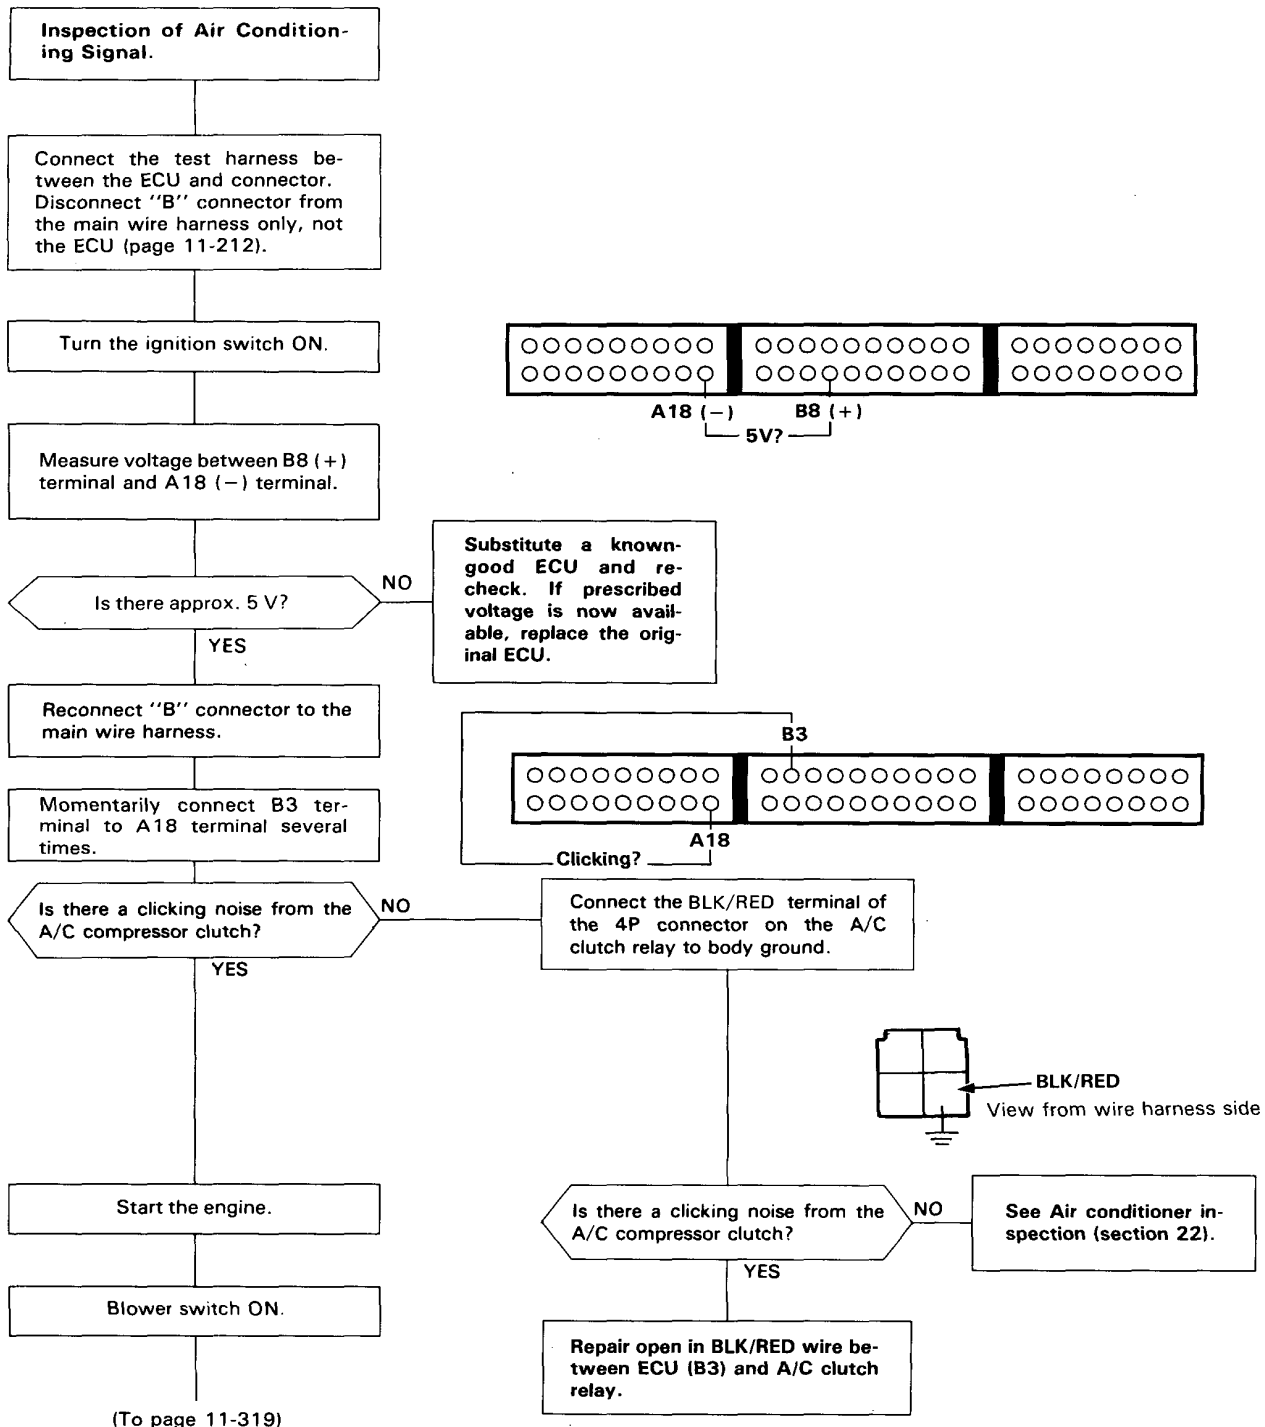 Inspection of Air Condition-
ing Signal.
Connect the test harness be-
tween the ECU and connector.
Disconnect "B" connector from
the main wire harness only, not
the ECU (page 11-212).
Turn the ignition switch ON.
A18 (−) B8 (+)
5V?
Measure voltage between B8 (+)
terminal and A18 (−) terminal.
Is there approx. 5 V?
NO
YES
Substitute a known-
good ECU and re-
check. If prescribed
voltage is now avail-
able, replace the orig-
inal ECU.
Reconnect "B" connector to the
main wire harness.
B3
A18
Clicking?
Momentarily connect B3 ter-
minal to A18 terminal several
times.
Is there a clicking noise from the
A/C compressor clutch?
NO
YES
Connect the BLK/RED terminal of
the 4P connector on the A/C
clutch relay to body ground.
BLK/RED
View from wire harness side
Start the engine.
Is there a clicking noise from the
A/C compressor clutch?
NO
YES
See Air conditioner in-
spection (section 22).
Blower switch ON.
Repair open in BLK/RED wire be-
tween ECU (B3) and A/C clutch
relay.
(To page 11-319)